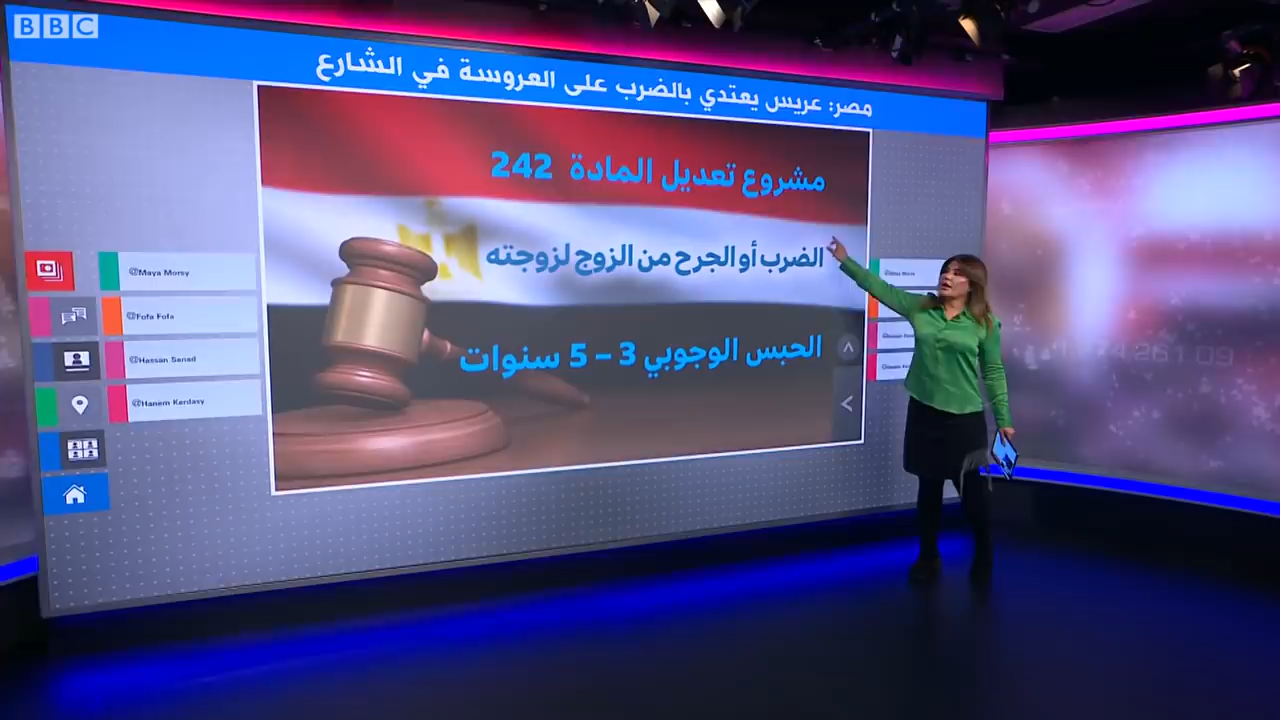 BBC
مصر: عريس يعتدي بالضرب على العروسة في الشارع
مشروع تعديل المادة 242
الضرب أو الجرح من الزوج لزوجته
الحبس الوجوبي 3 – 5 سنوات
@Maya Morsy
@Fofa Fofa
@Hassan Sanad
@Hanem Kerdasy